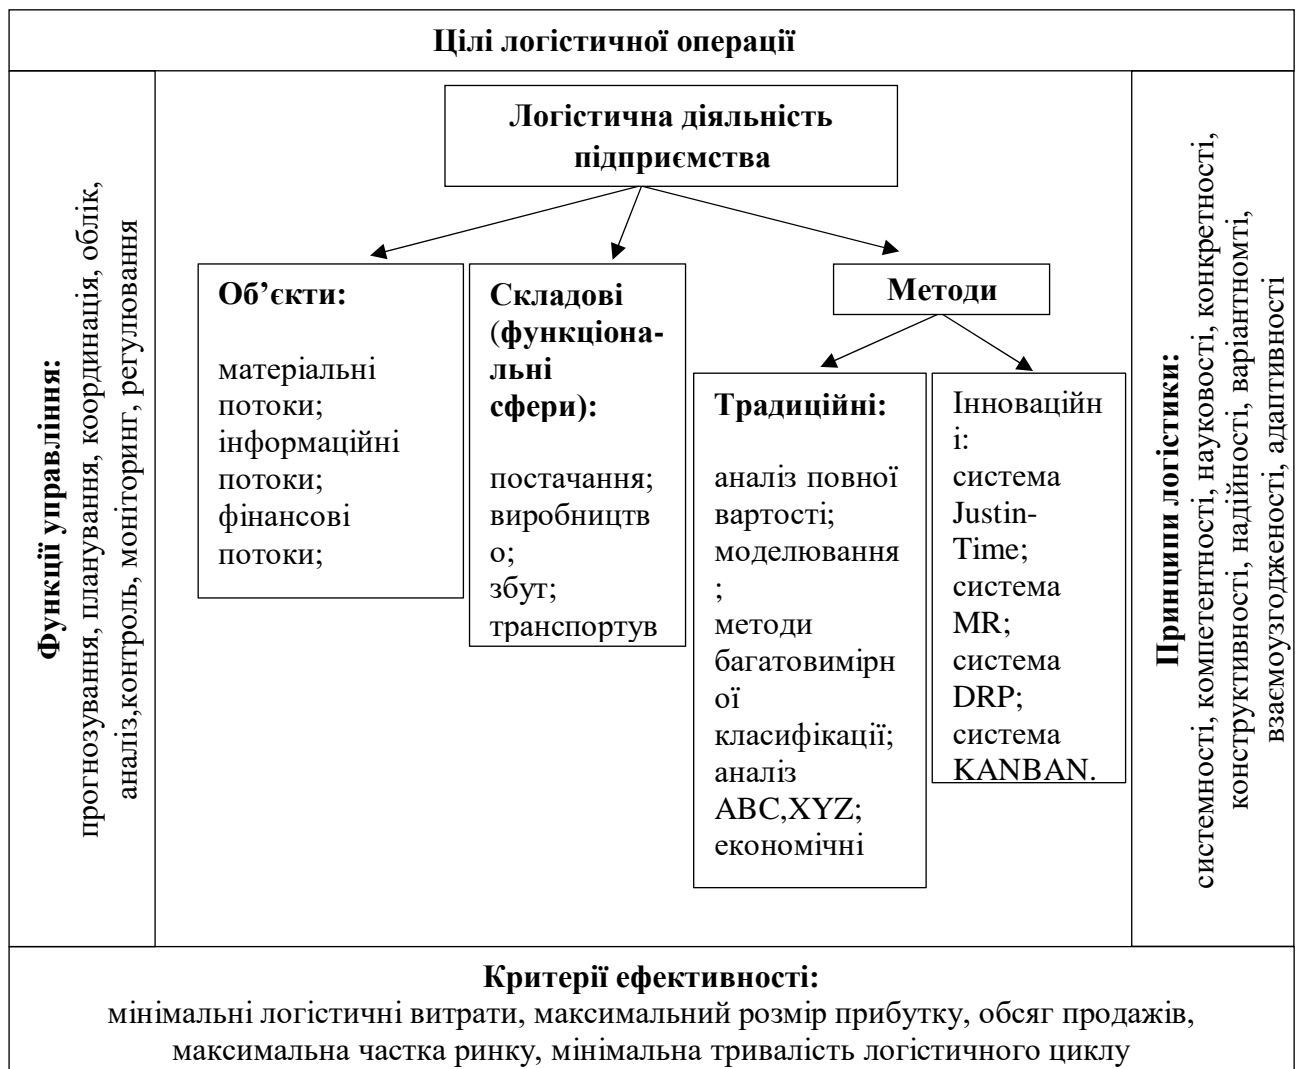 Цілі логістичної операції
Функції управління:
прогнозування, планування, координація, облік,
аналіз,контроль, моніторинг, регулювання
Логістична діяльність
підприємства
Об’єкти:
матеріальні
потоки;
інформаційні
потоки;
фінансові
потоки;
Складові
(функціона-
льні
сфери):
постачання;
виробництв
о;
збут;
транспортув
Методи
Традиційні:
аналіз повної
вартості;
моделювання
;
методи
багатовимірн
ої
класифікації;
аналіз
ABC,XYZ;
економічні
Інноваційн
і:
система
Justin-
Time;
система
MR;
система
DRP;
система
KANBAN.
Принципи логістики:
системності, компетентності, науковості, конкретності,
конструктивності, надійності, варіантномті,
взаємоузгодженості, адаптивності
Критерії ефективності:
мінімальні логістичні витрати, максимальний розмір прибутку, обсяг продажів,
максимальна частка ринку, мінімальна тривалість логістичного циклу